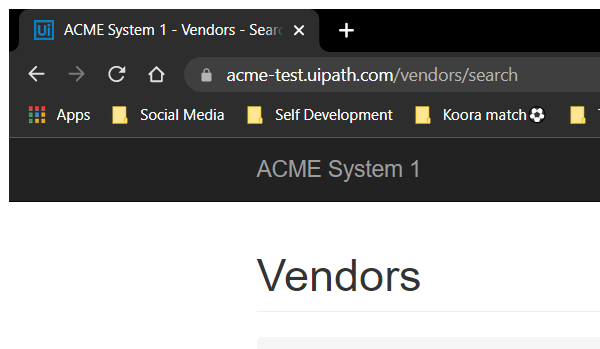 Ui ACME System 1 - Vendors - Sear
acme-test.uipath.com/vendors/search
Apps Social Media Self Development Koora match⚽
ACME System 1
Vendors